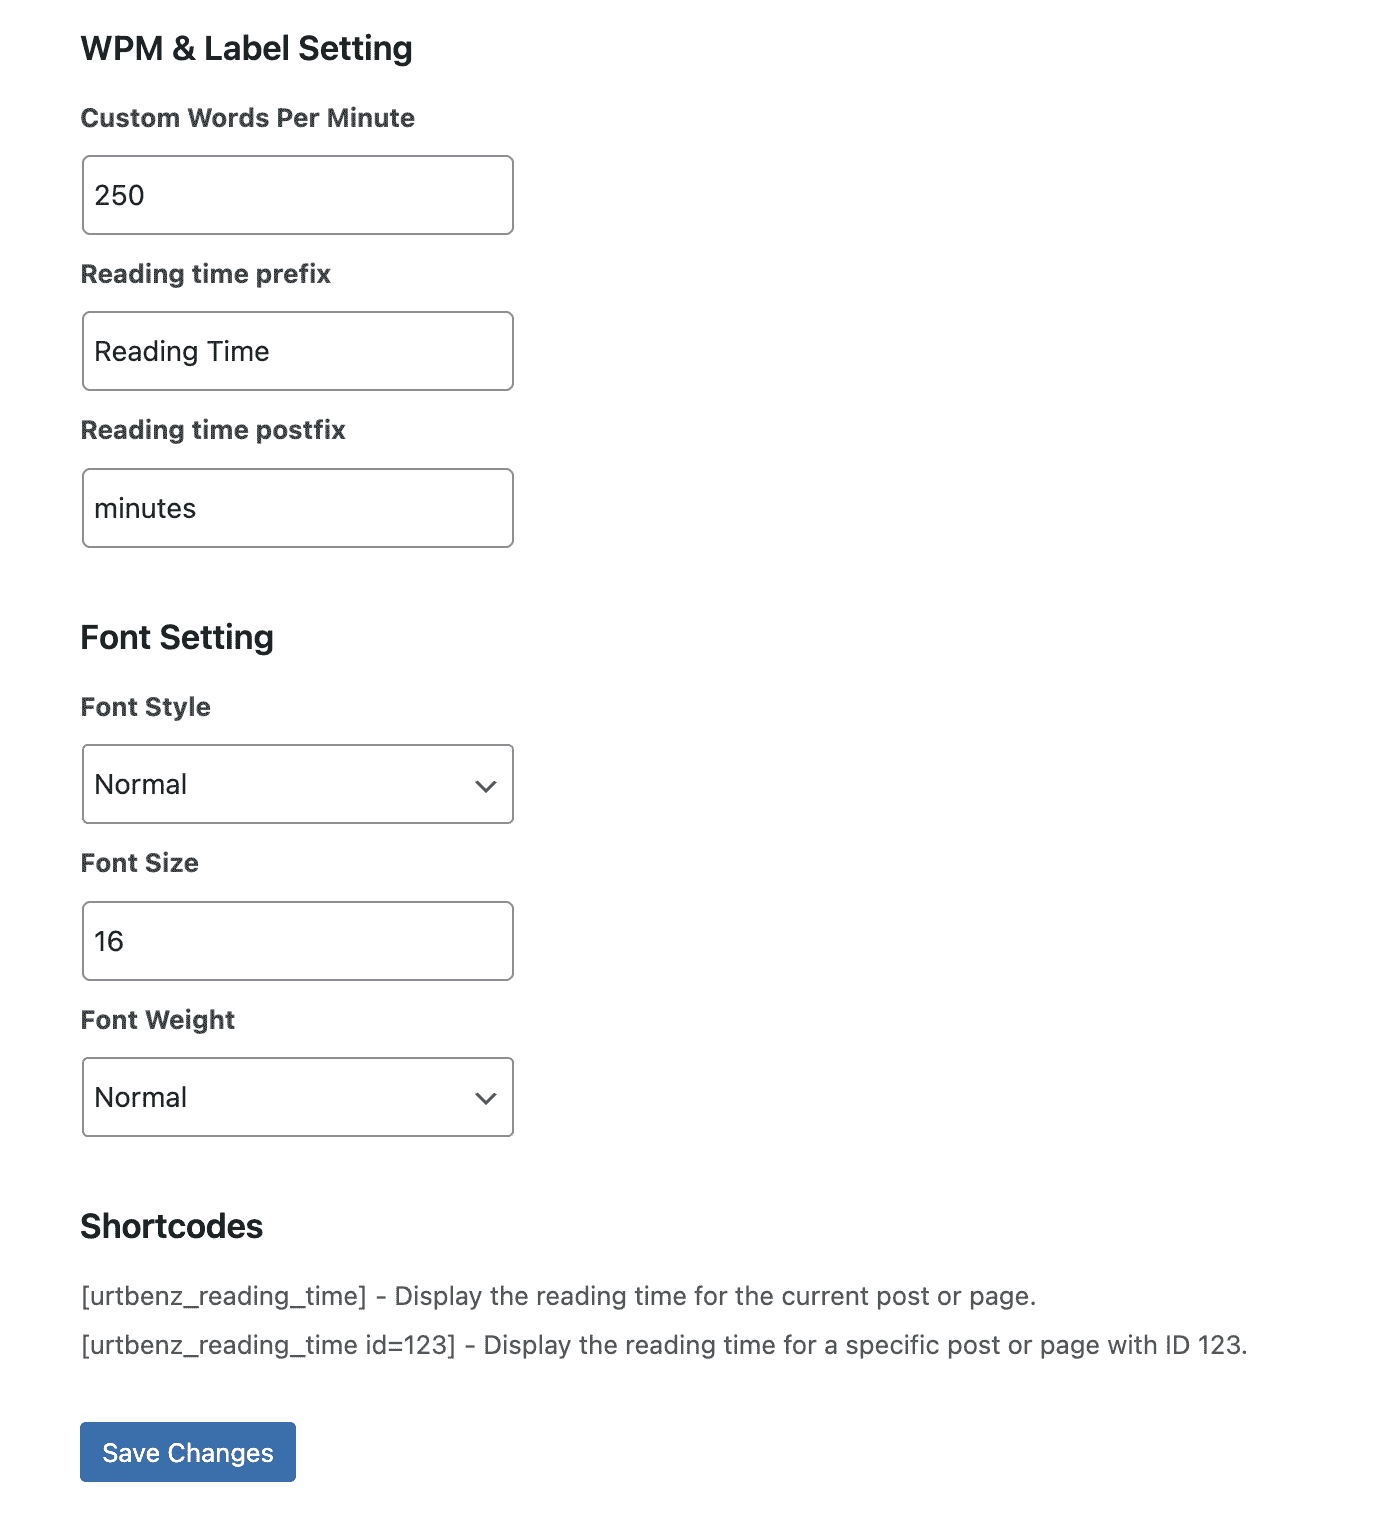 WPM & Label Setting
Custom Words Per Minute
250
Reading time prefix
Reading Time
Reading time postfix
minutes
Font Setting
Font Style
Normal
Font Size
16
Font Weight
Normal
Shortcodes
[urtbenz_reading_time] - Display the reading time for the current post or page.
[urtbenz_reading_time id=123] - Display the reading time for a specific post or page with ID 123.
Save Changes